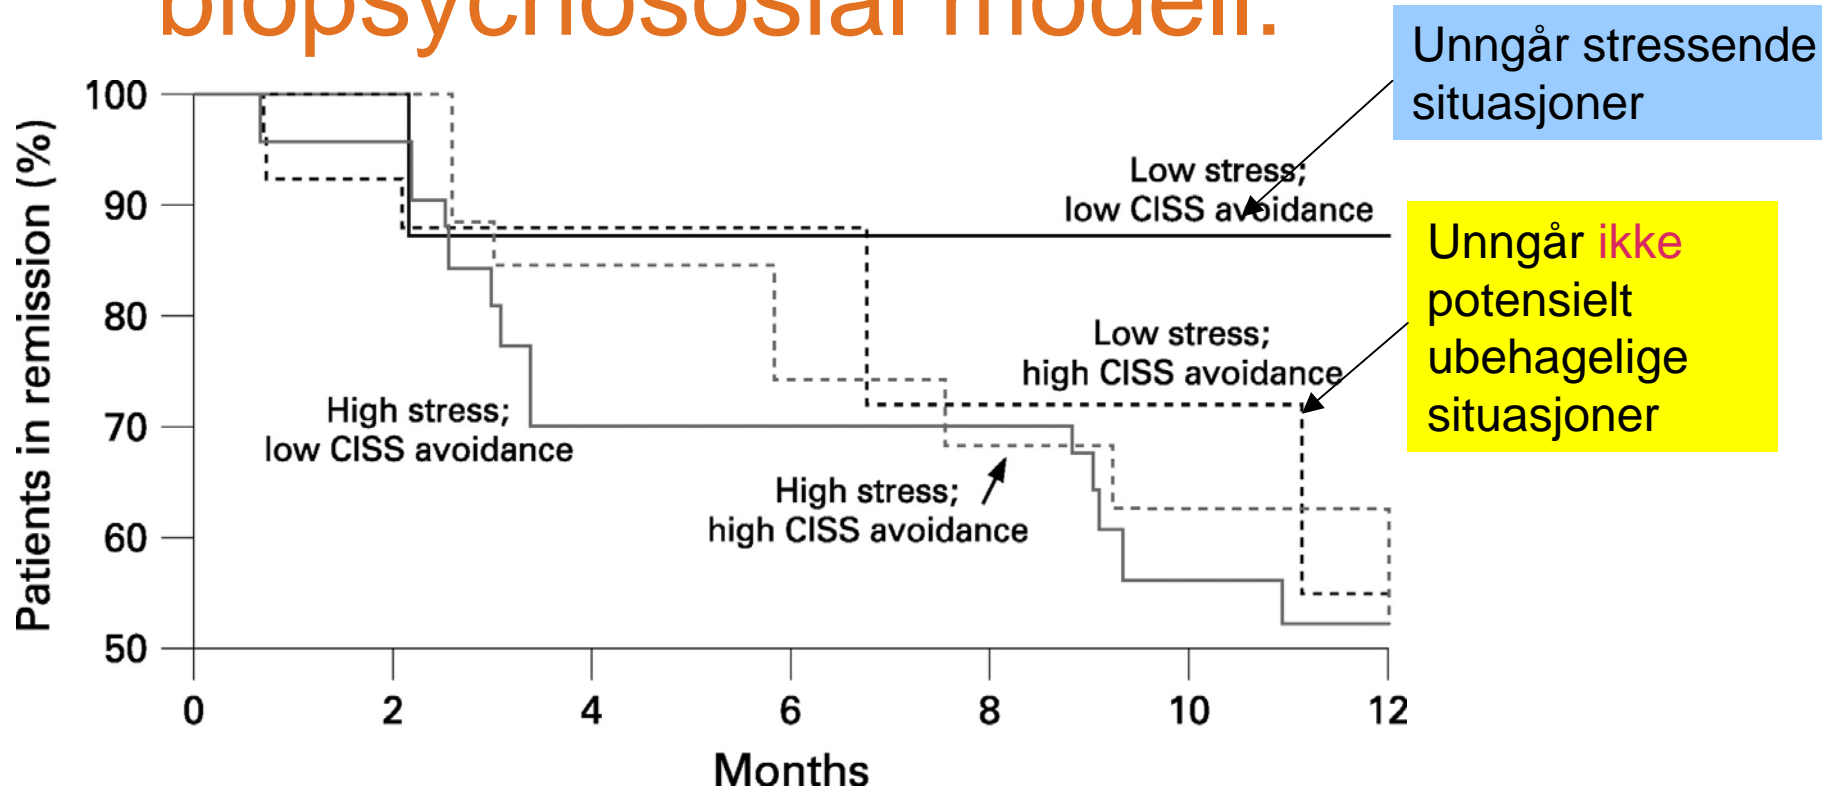 biopsychososial modell.
Unngår stressende
situasjoner
Unngår ikke
potensielt
ubehagelige
situasjoner
Patients in remission (%)
100
90
80
70
60
50
Low stress;
low CISS avoidance
Low stress;
high CISS avoidance
High stress;
low CISS avoidance
High stress;
high CISS avoidance
0 2 4 6 8 10 12
Months